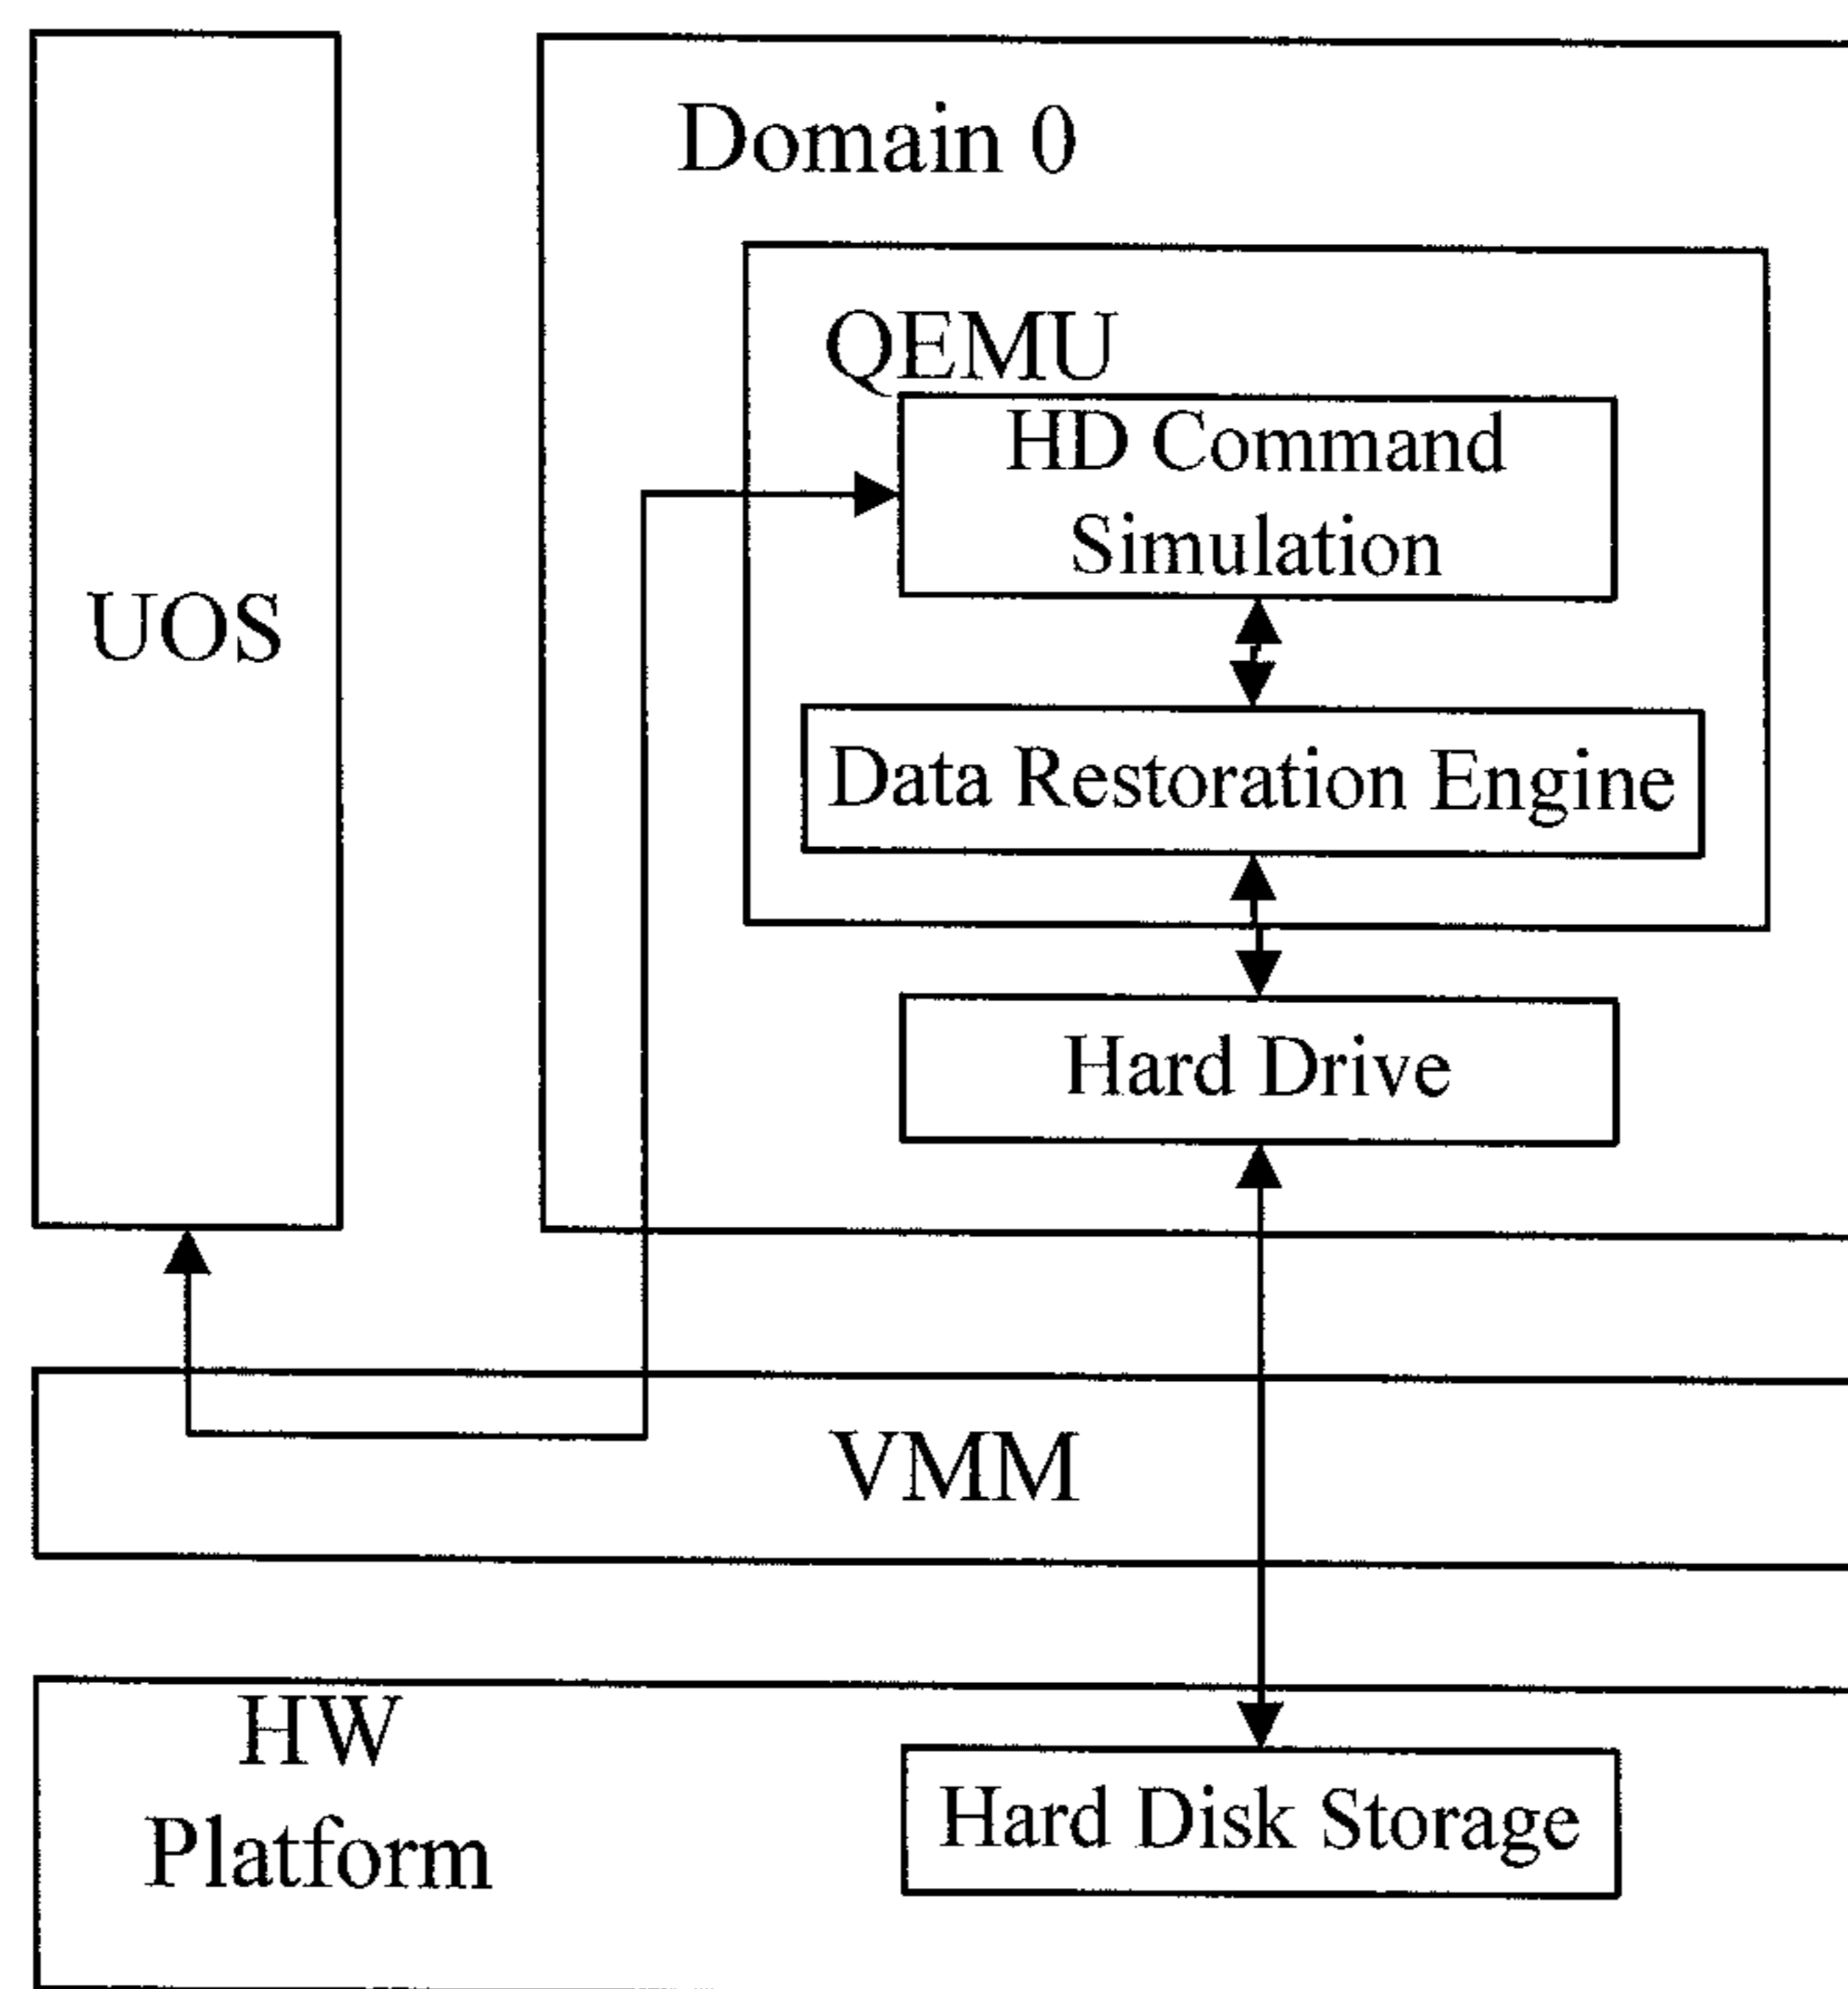 UOS
Domain 0
QEMU
HD Command
Simulation
Data Restoration Engine
Hard Drive
VMM
HW
Platform
Hard Disk Storage